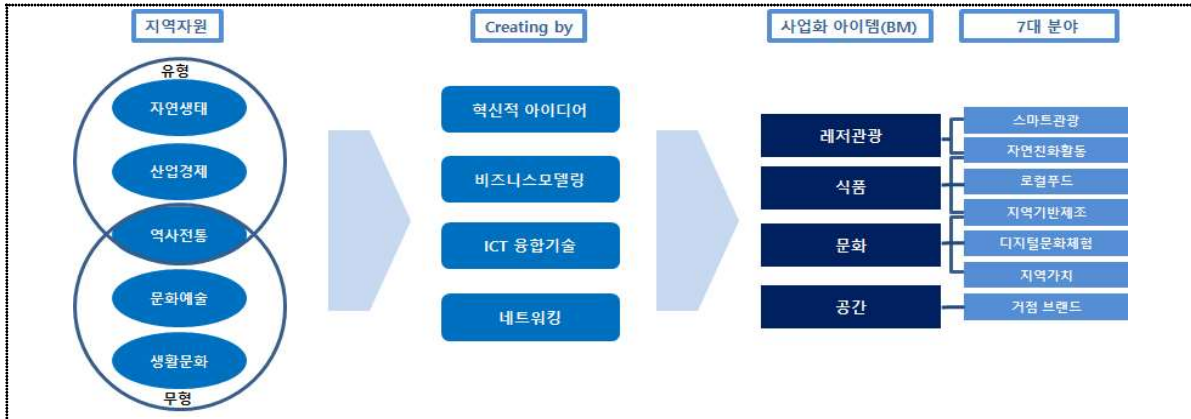 지역자원
Creating by
사업화 아이템(BM)
7대 분야
유형
자연생태
산업경제
역사전통
문화예술
생활문화
무형
혁신적 아이디어
비즈니스모델링
ICT 융합기술
네트워킹
레저관광
식품
문화
공간
스마트관광
자연친화활동
로컬푸드
지역기반제조
디지털문화체험
지역가치
거점 브랜드